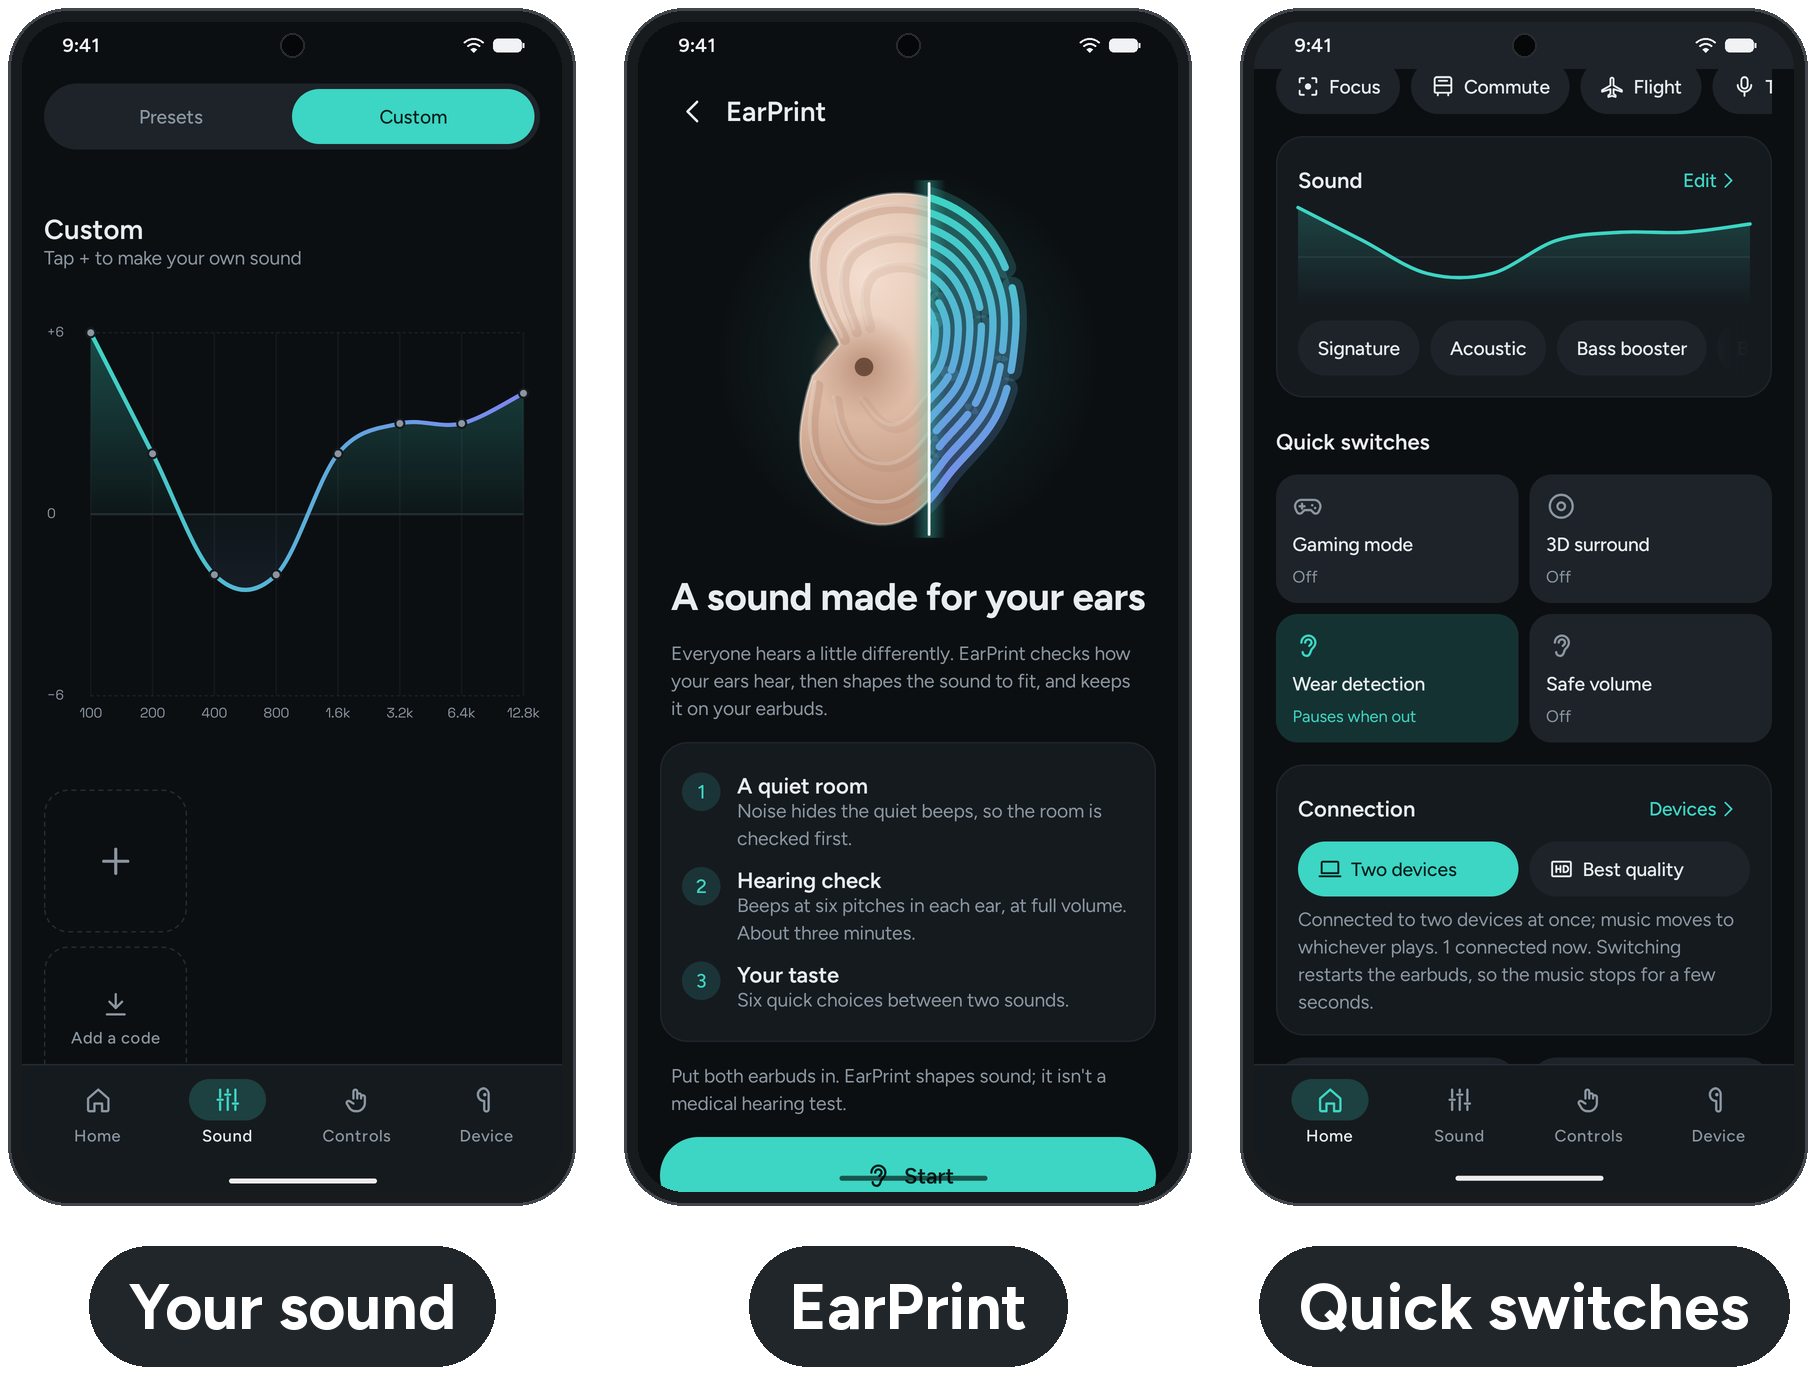 9:41
Presets
Custom
Custom
Tap + to make your own sound
+6
0
−6
100 200 400 800 1.6k 3.2k 6.4k 12.8k
Add a code
Home
Sound
Controls
Device
Your sound
9:41
EarPrint
A sound made for your ears
Everyone hears a little differently. EarPrint checks how
your ears hear, then shapes the sound to fit, and keeps
it on your earbuds.
1
A quiet room
Noise hides the quiet beeps, so the room is
checked first.
2
Hearing check
Beeps at six pitches in each ear, at full volume.
About three minutes.
3
Your taste
Six quick choices between two sounds.
Put both earbuds in. EarPrint shapes sound; it isn't a
medical hearing test.
Start
EarPrint
9:41
Focus
Commute
Flight
Sound
Edit
Signature
Acoustic
Bass booster
Quick switches
Gaming mode
Off
3D surround
Off
Wear detection
Pauses when out
Safe volume
Off
Connection
Devices
Two devices
HD Best quality
Connected to two devices at once; music moves to
whichever plays. 1 connected now. Switching
restarts the earbuds, so the music stops for a few
seconds.
Home
Sound
Controls
Device
Quick switches